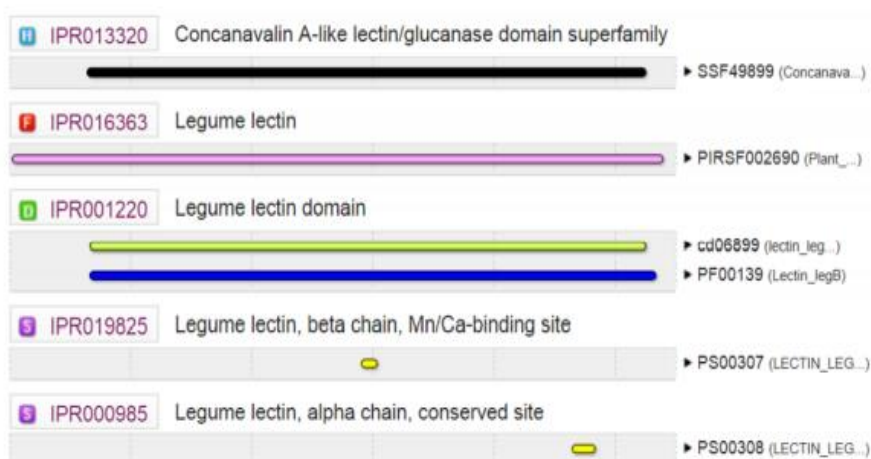 H IPR013320 Concanavalin A-like lectin/glucanase domain superfamily
SSF49899 (Concanava...)
F IPR016363 Legume lectin
PIRSF002690 (Plant_...)
D IPR001220 Legume lectin domain
cd06899 (lectin_leg...)
PF00139 (Lectin_legB)
S IPR019825 Legume lectin, beta chain, Mn/Ca-binding site
PS00307 (LECTIN_LEG...)
S IPR000985 Legume lectin, alpha chain, conserved site
PS00308 (LECTIN_LEG...)